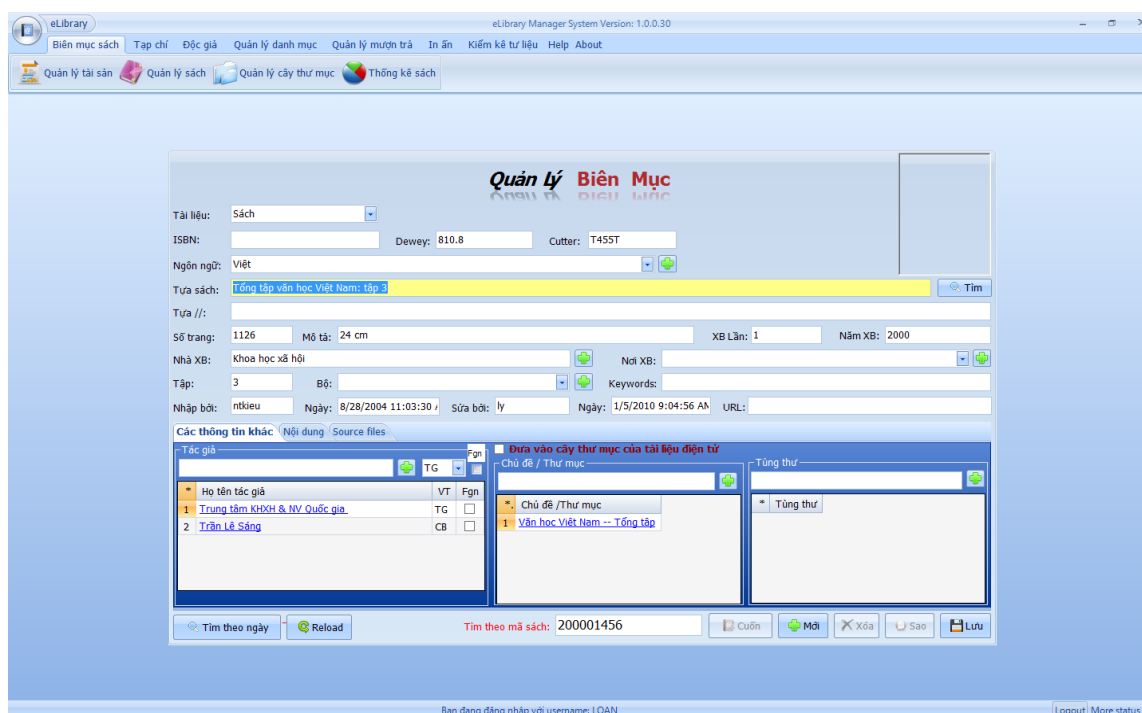 eLibrary
eLibrary Manager System Version: 1.0.0.30
Biên mục sách Tạp chí Độc giả Quản lý danh mục Quản lý mượn trả In ấn Kiểm kê tư liệu Help About
Quản lý tài sản Quản lý sách Quản lý cây thư mục Thống kê sách
Quản Lý Biên Mục
Tài liệu: Sách
ISBN: Dewey: 810.8 Cutter: T455T
Ngôn ngữ: Việt
Tựa sách: Tổng tập văn học Việt Nam: tập 3 Tìm
Tựa //:
Số trang: 1126 Mô tả: 24 cm XB Lần: 1 Năm XB: 2000
Nhà XB: Khoa học xã hội Nơi XB:
Tập: 3 Bộ: Keywords:
Nhập bởi: ntkieu Ngày: 8/28/2004 11:03:30 Sửa bởi: ly Ngày: 1/5/2010 9:04:56 AM URL:
Các thông tin khác Nội dung Source files
Tác giả Fgn Đưa vào cây thư mục của tài liệu điện tử
TG Chủ đề / Thư mục Tùng thư
* Họ tên tác giả VT Fgn
*. Chủ đề /Thư mục * Tùng thư
1 Trung tâm KHXH & NV Quốc gia TG
1 Văn học Việt Nam -- Tổng tập
2 Trần Lê Sáng CB
Tìm theo ngày Reload Tìm theo mã sách: 200001456 Cuốn Mới Xóa Sao Lưu
Bạn đang đăng nhập với username: LOAN Logout More status